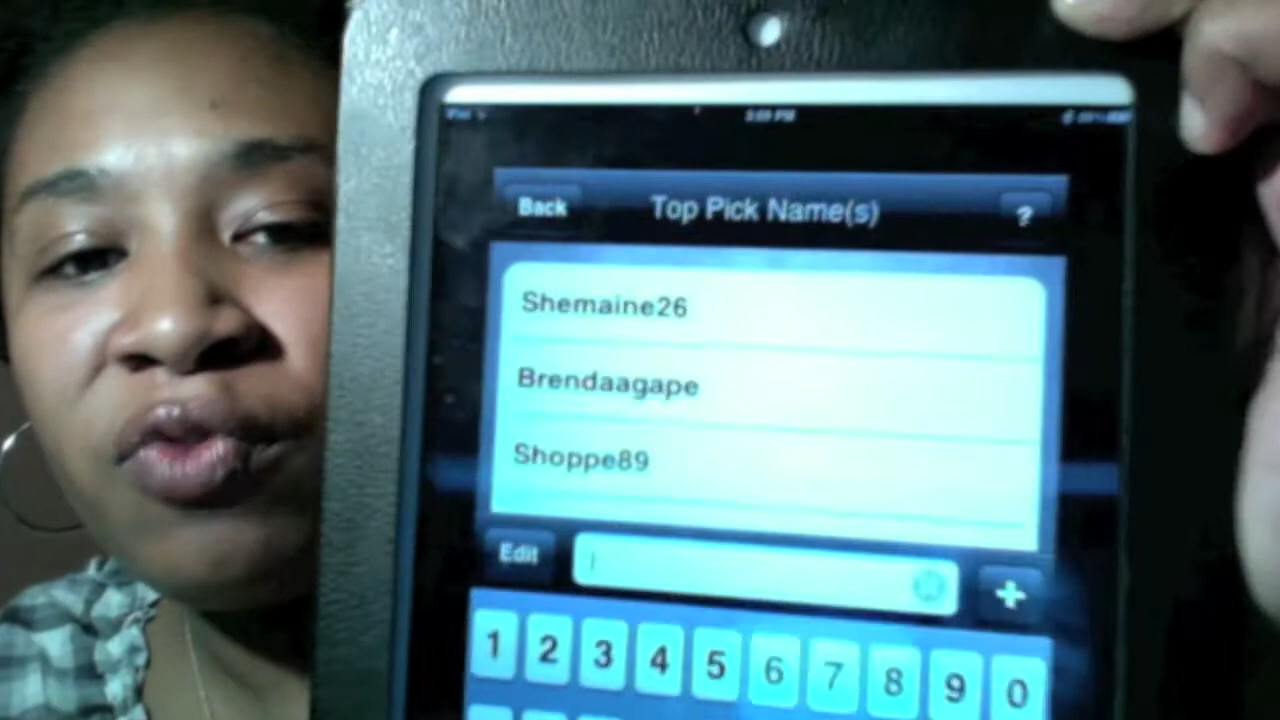 Back Top Pick Name(s) ?
Shemaine26
Brendaagape
Shoppe89
Edit +
1 2 3 4 5 6 7 8 9 0